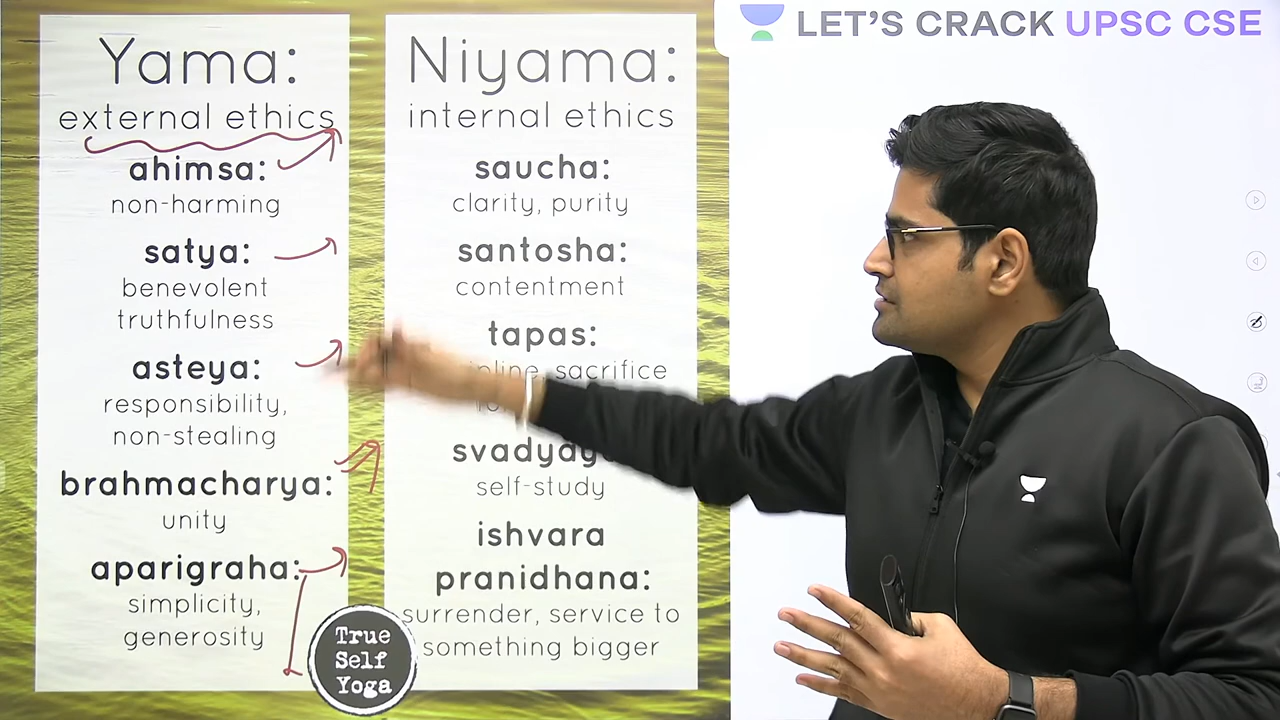 Yama:
external ethics
ahimsa:
non-harming
satya:
benevolent
truthfulness
asteya:
responsibility,
non-stealing
brahmacharya:
unity
aparigraha:
simplicity,
generosity
Niyama:
internal ethics
saucha:
clarity, purity
santosha:
contentment
tapas:
sacrifice
self-study
ishvara
pranidhana:
surrender, service to
something bigger
True
Self
Yoga
LET'S CRACK UPSC CSE